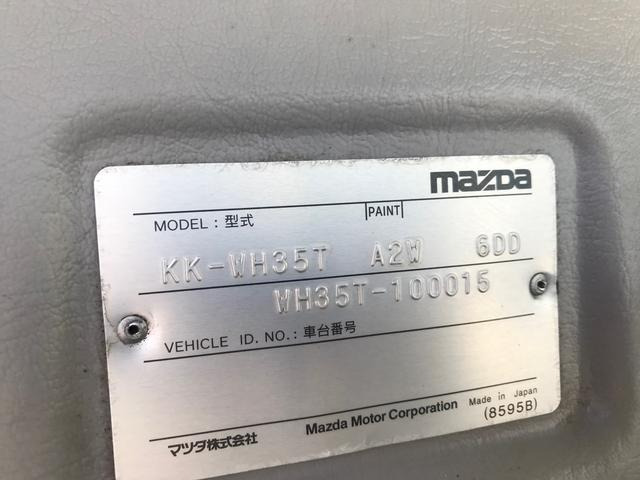 mazda
MODEL : 型式 PAINT
KK-WH35T A2W 6DD
WH35T-100015
VEHICLE ID. NO. : 車台番号
マツダ株式会社 Mazda Motor Corporation Made in Japan
(8595B)